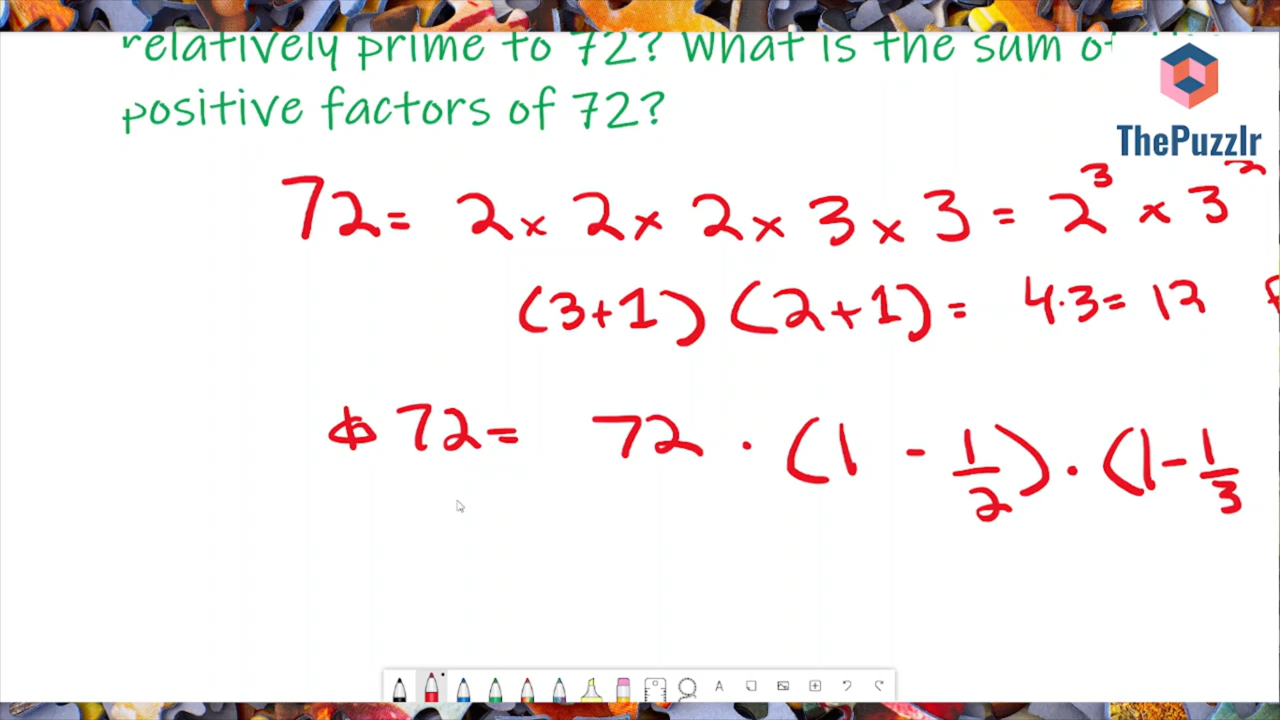 relatively prime to 72? What is the sum of
positive factors of 72?
ThePuzzlr
72 = 2 × 2 × 2 × 3 × 3 = 2³ × 3²
(3+1) (2+1) = 4·3 = 12
ϕ 72 = 72 · (1 - 1/2) · (1 - 1/3
A